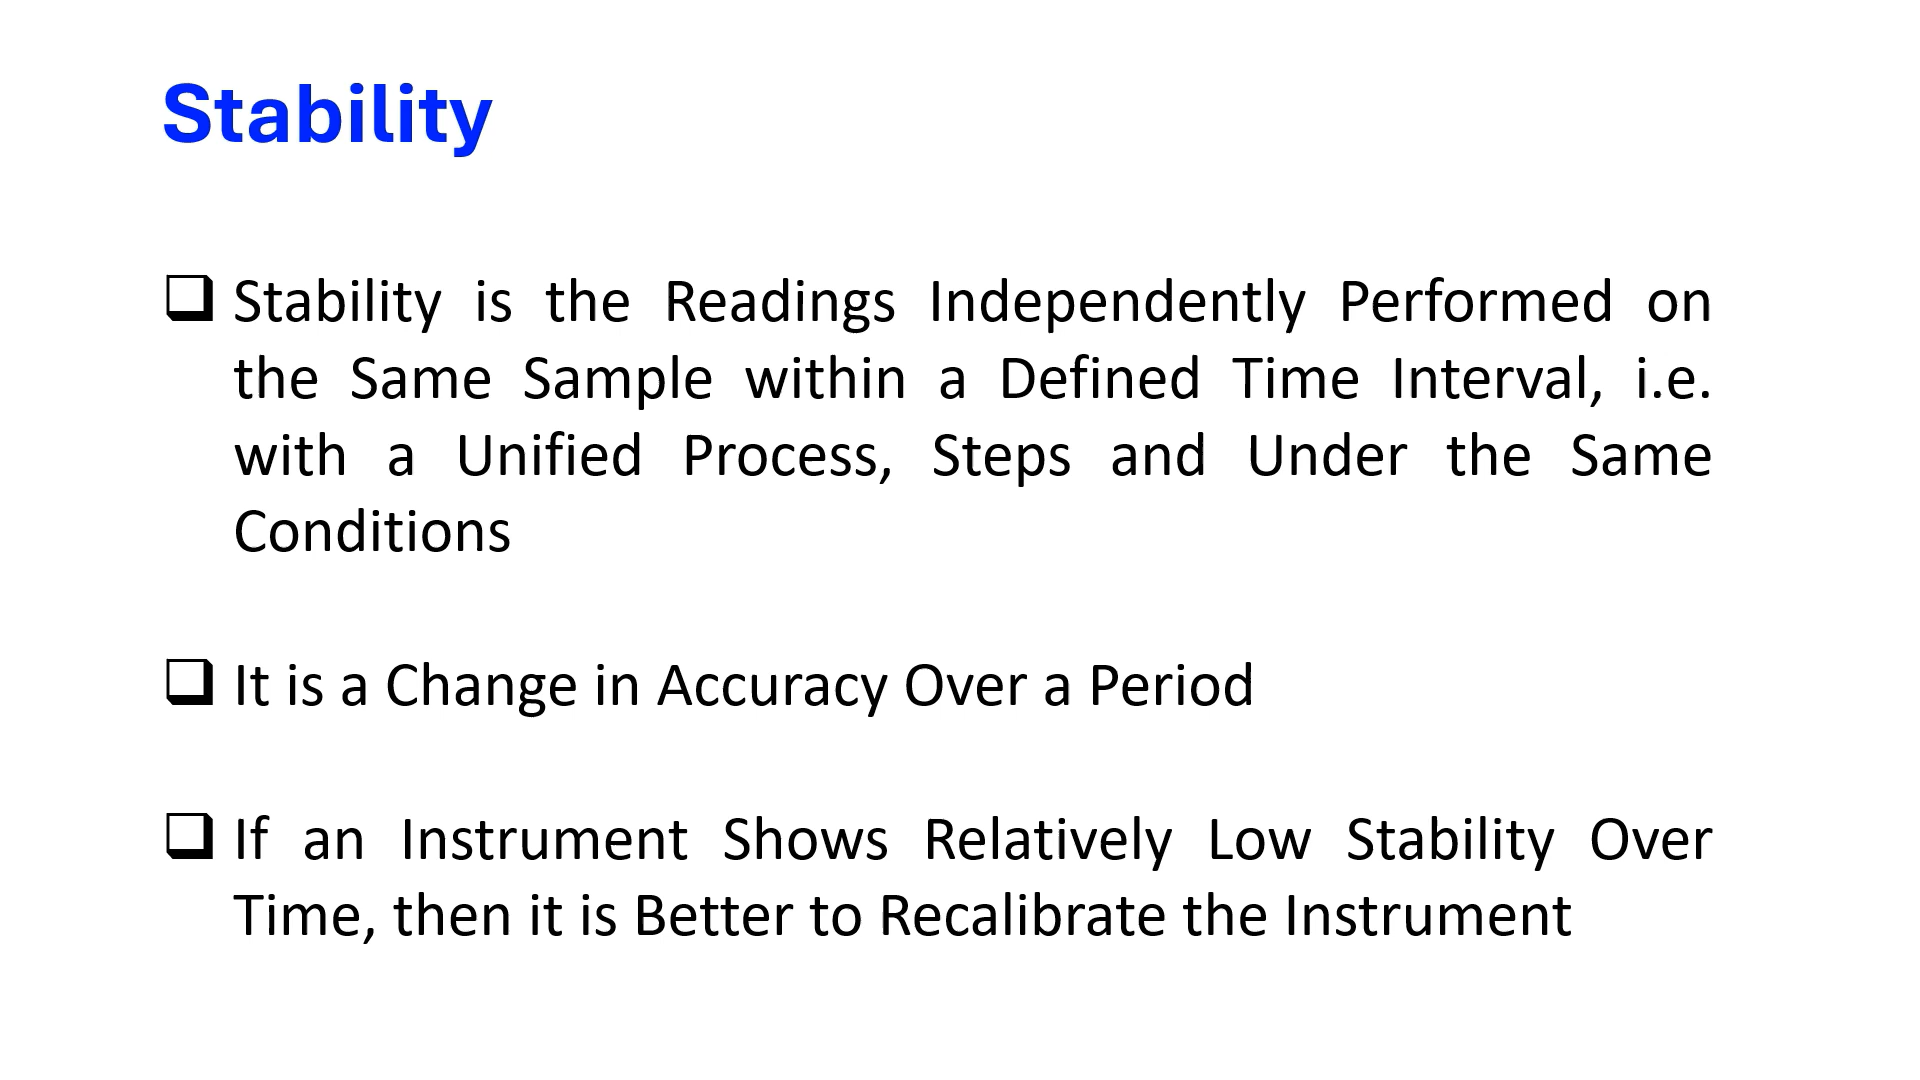 Stability
❑ Stability is the Readings Independently Performed on
the Same Sample within a Defined Time Interval, i.e.
with a Unified Process, Steps and Under the Same
Conditions
❑ It is a Change in Accuracy Over a Period
❑ If an Instrument Shows Relatively Low Stability Over
Time, then it is Better to Recalibrate the Instrument